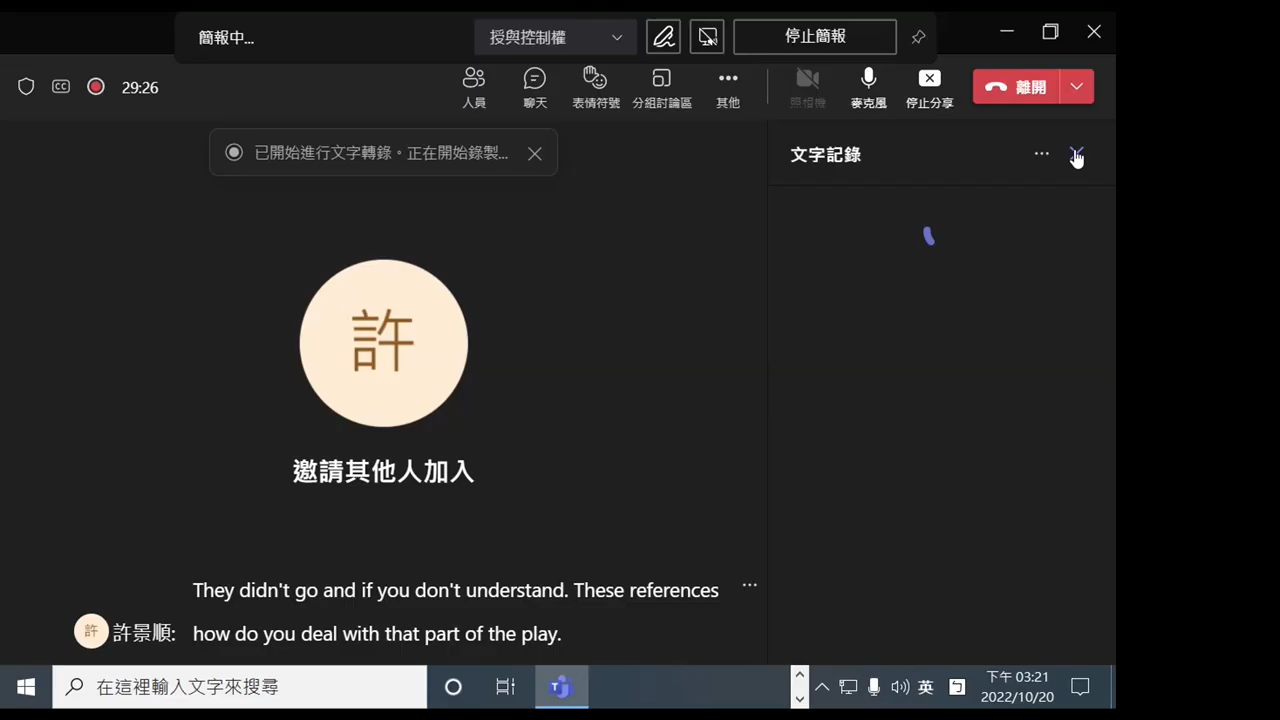 簡報中...
授與控制權
停止簡報
CC
29:26
人員
聊天
表情符號
分組討論區
其他
照相機
麥克風
停止分享
離開
已開始進行文字轉錄。正在開始錄製...
文字記錄
許
邀請其他人加入
They didn't go and if you don't understand. These references
許 許景順: how do you deal with that part of the play.
在這裡輸入文字來搜尋
英
下午 03:21
2022/10/20